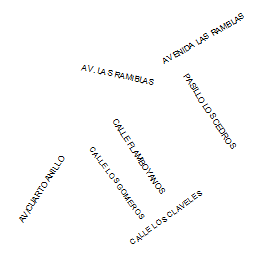 AVENIDA LAS RAMBLAS
AV. LAS RAMBLAS
PASILLO LOS CEDROS
CALLE FLAMBOYANOS
CALLE LOS GOMEROS
AV.CUARTO ANILLO
CALLE LOS CLAVELES